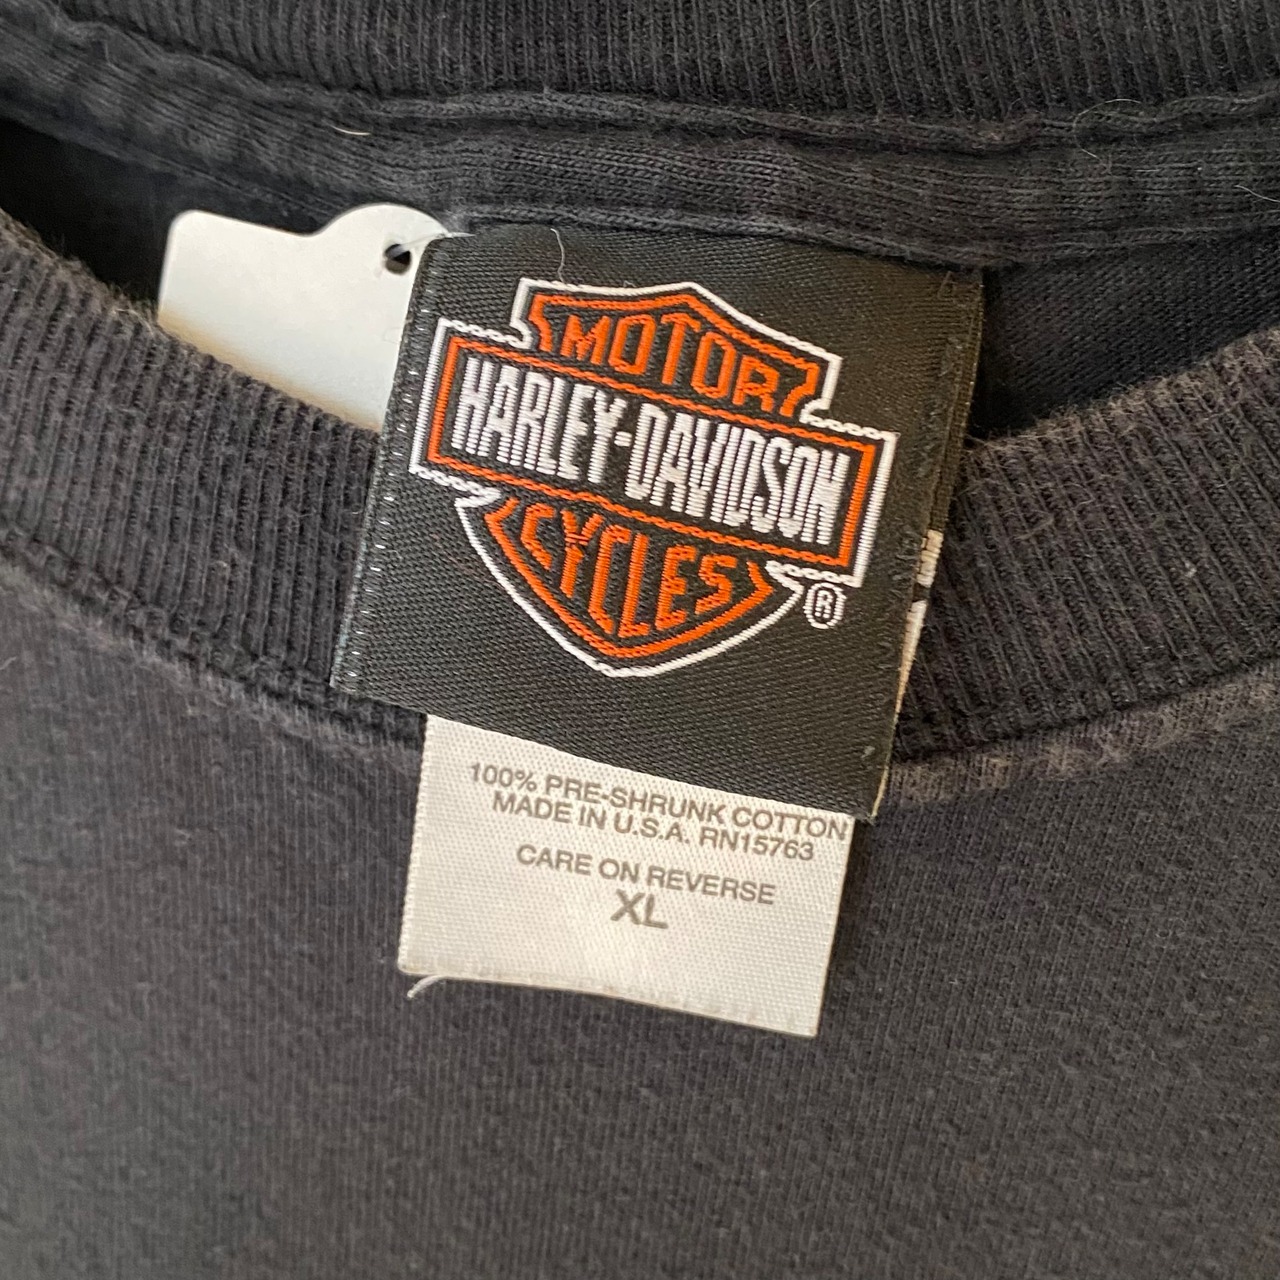 MOTOR
HARLEY-DAVIDSON
CYCLES
®
100% PRE-SHRUNK COTTON
MADE IN U.S.A. RN15763
CARE ON REVERSE
XL